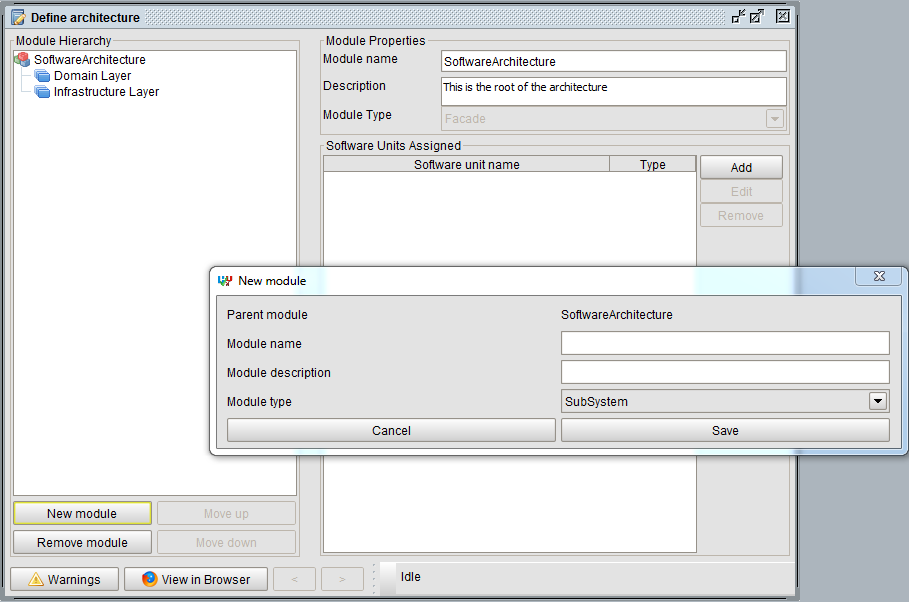 Define architecture
Module Hierarchy
SoftwareArchitecture
Domain Layer
Infrastructure Layer
Module Properties
Module name
SoftwareArchitecture
Description
This is the root of the architecture
Module Type
Facade
Software Units Assigned
Software unit name Type
Add
Edit
Remove
New module
Parent module SoftwareArchitecture
Module name
Module description
Module type SubSystem
Cancel Save
New module Move up
Remove module Move down
Warnings View in Browser < > Idle